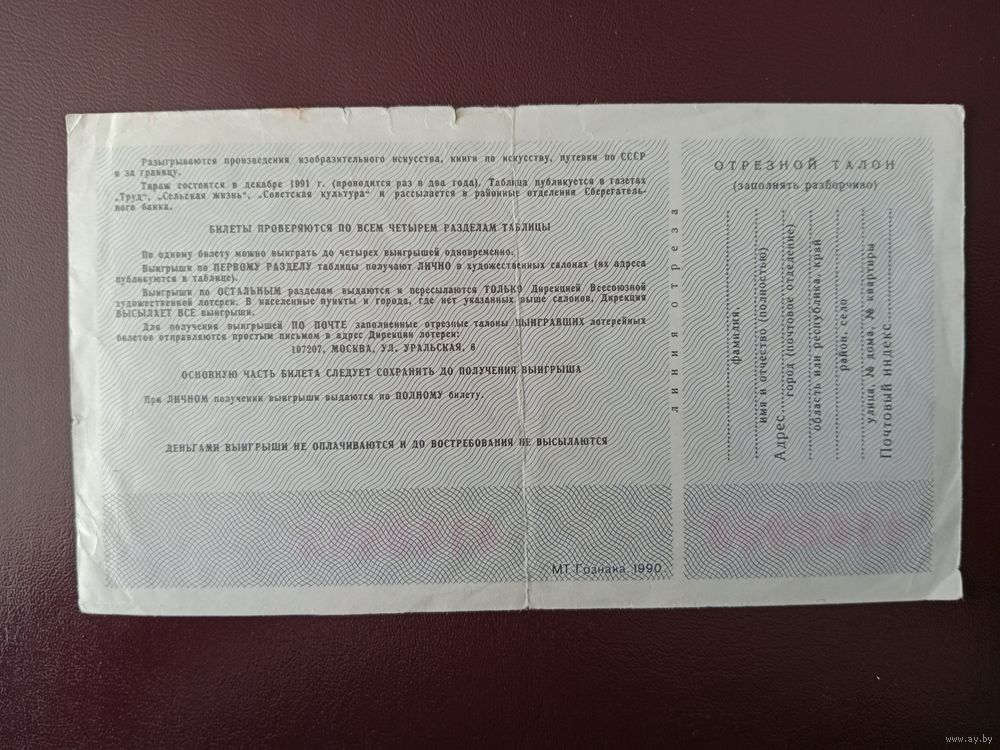 Разыгрываются произведения изобразительного искусства, книги по искусству, путевки по СССР
и за границу.
Тираж состоится в декабре 1991 г. (проводится раз в два года). Таблица публикуется в газетах
„Труд“, „Сельская жизнь“, „Советская культура“ и рассылается в районные отделения Сберегатель-
ного банка.
БИЛЕТЫ ПРОВЕРЯЮТСЯ ПО ВСЕМ ЧЕТЫРЕМ РАЗДЕЛАМ ТАБЛИЦЫ
По одному билету можно выиграть до четырех выигрышей одновременно.
Выигрыши по ПЕРВОМУ РАЗДЕЛУ таблицы получают ЛИЧНО в художественных салонах (их адреса
публикуются в таблице).
Выигрыши по ОСТАЛЬНЫМ разделам выдаются и пересылаются ТОЛЬКО Дирекцией Всесоюзной
художественной лотереи. В населенные пункты и города, где нет указанных выше салонов, Дирекция
ВЫСЫЛАЕТ ВСЕ выигрыши.
Для получения выигрышей ПО ПОЧТЕ заполненные отрезные талоны ВЫИГРАВШИХ лотерейных
билетов отправляются простым письмом в адрес Дирекции лотереи:
107207, МОСКВА, УЛ. УРАЛЬСКАЯ, 6
ОСНОВНУЮ ЧАСТЬ БИЛЕТА СЛЕДУЕТ СОХРАНИТЬ ДО ПОЛУЧЕНИЯ ВЫИГРЫША
При ЛИЧНОМ получении выигрыши выдаются по ПОЛНОМУ билету.
ДЕНЬГАМИ ВЫИГРЫШИ НЕ ОПЛАЧИВАЮТСЯ И ДО ВОСТРЕБОВАНИЯ НЕ ВЫСЫЛАЮТСЯ
МТ Гознака. 1990.
линия отреза
ОТРЕЗНОЙ ТАЛОН
(заполнять разборчиво)
фамилия,
имя и отчество (полностью)
Адрес
город (почтовое отделение)
область или республика, край
район, село
улица, № дома, № квартиры
Почтовый индекс
www.ay.by